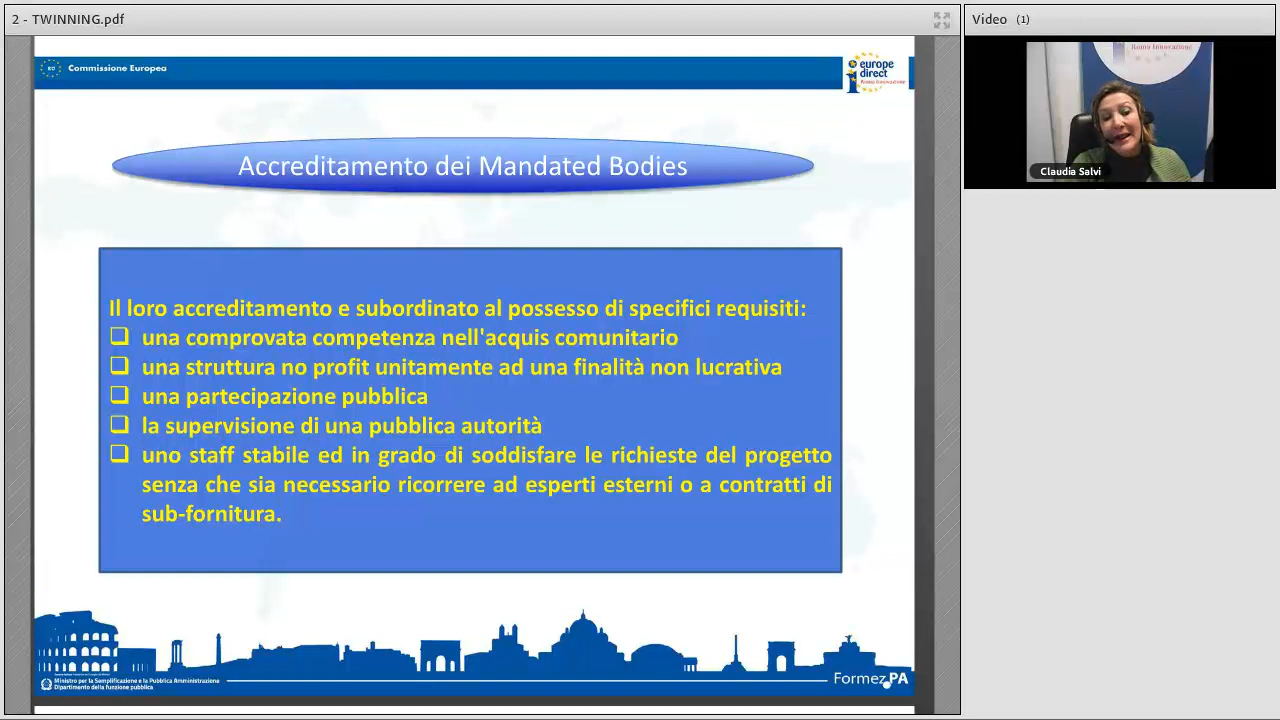 2 - TWINNING.pdf
Video (1)
Commissione Europea
europe
direct
Roma Innovazione
Roma Innovazione
Claudia Salvi
Accreditamento dei Mandated Bodies
Il loro accreditamento e subordinato al possesso di specifici requisiti:
una comprovata competenza nell'acquis comunitario
una struttura no profit unitamente ad una finalità non lucrativa
una partecipazione pubblica
la supervisione di una pubblica autorità
uno staff stabile ed in grado di soddisfare le richieste del progetto
senza che sia necessario ricorrere ad esperti esterni o a contratti di
sub-fornitura.
Ministro per la Semplificazione e la Pubblica Amministrazione
Dipartimento della funzione pubblica
FormezPA